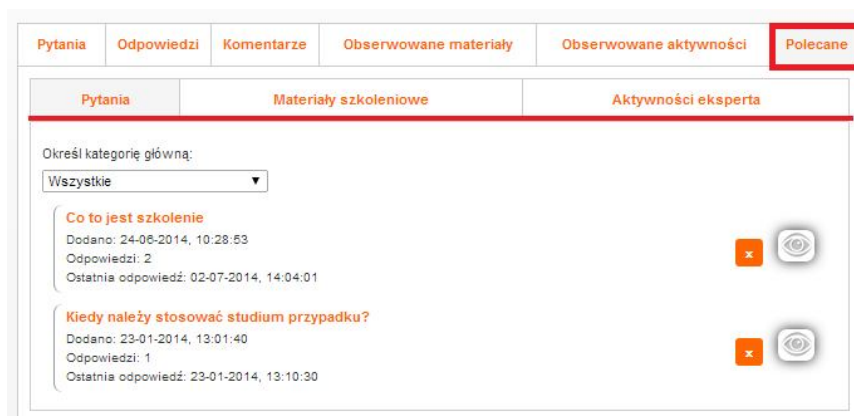 Pytania Odpowiedzi Komentarze Obserwowane materiały Obserwowane aktywności Polecane
Pytania Materiały szkoleniowe Aktywności eksperta
Określ kategorię główną:
Wszystkie
Co to jest szkolenie
Dodano: 24-06-2014, 10:28:53
Odpowiedzi: 2
Ostatnia odpowiedź: 02-07-2014, 14:04:01
x
Kiedy należy stosować studium przypadku?
Dodano: 23-01-2014, 13:01:40
Odpowiedzi: 1
Ostatnia odpowiedź: 23-01-2014, 13:10:30
x